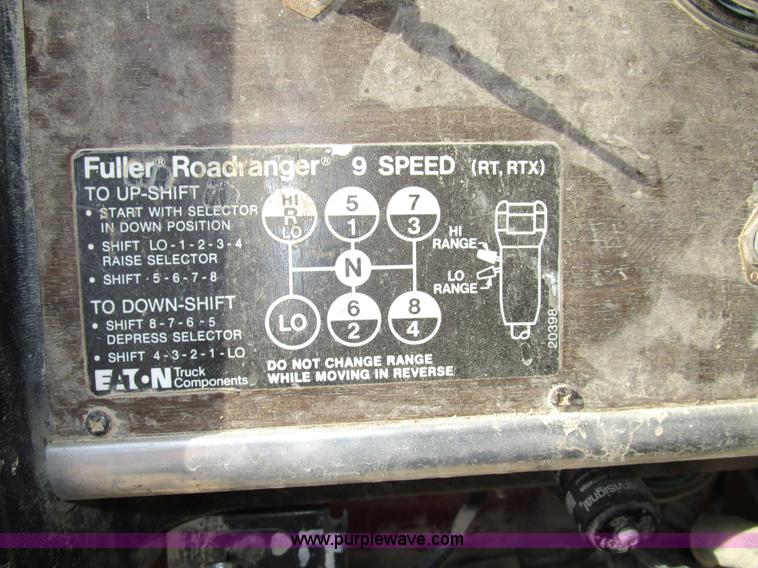 Fuller® Roadranger® 9 SPEED (RT, RTX)
TO UP-SHIFT
• START WITH SELECTOR
IN DOWN POSITION
• SHIFT LO-1-2-3-4
RAISE SELECTOR
• SHIFT -5-6-7-8
TO DOWN-SHIFT
• SHIFT 8-7-6-5
DEPRESS SELECTOR
• SHIFT 4-3-2-1-LO
EATON Truck
Components
HI 5 7
R 1 3
LO
N
LO 6 8
2 4
DO NOT CHANGE RANGE
WHILE MOVING IN REVERSE
HI
RANGE
LO
RANGE
20398
www.purplewave.com